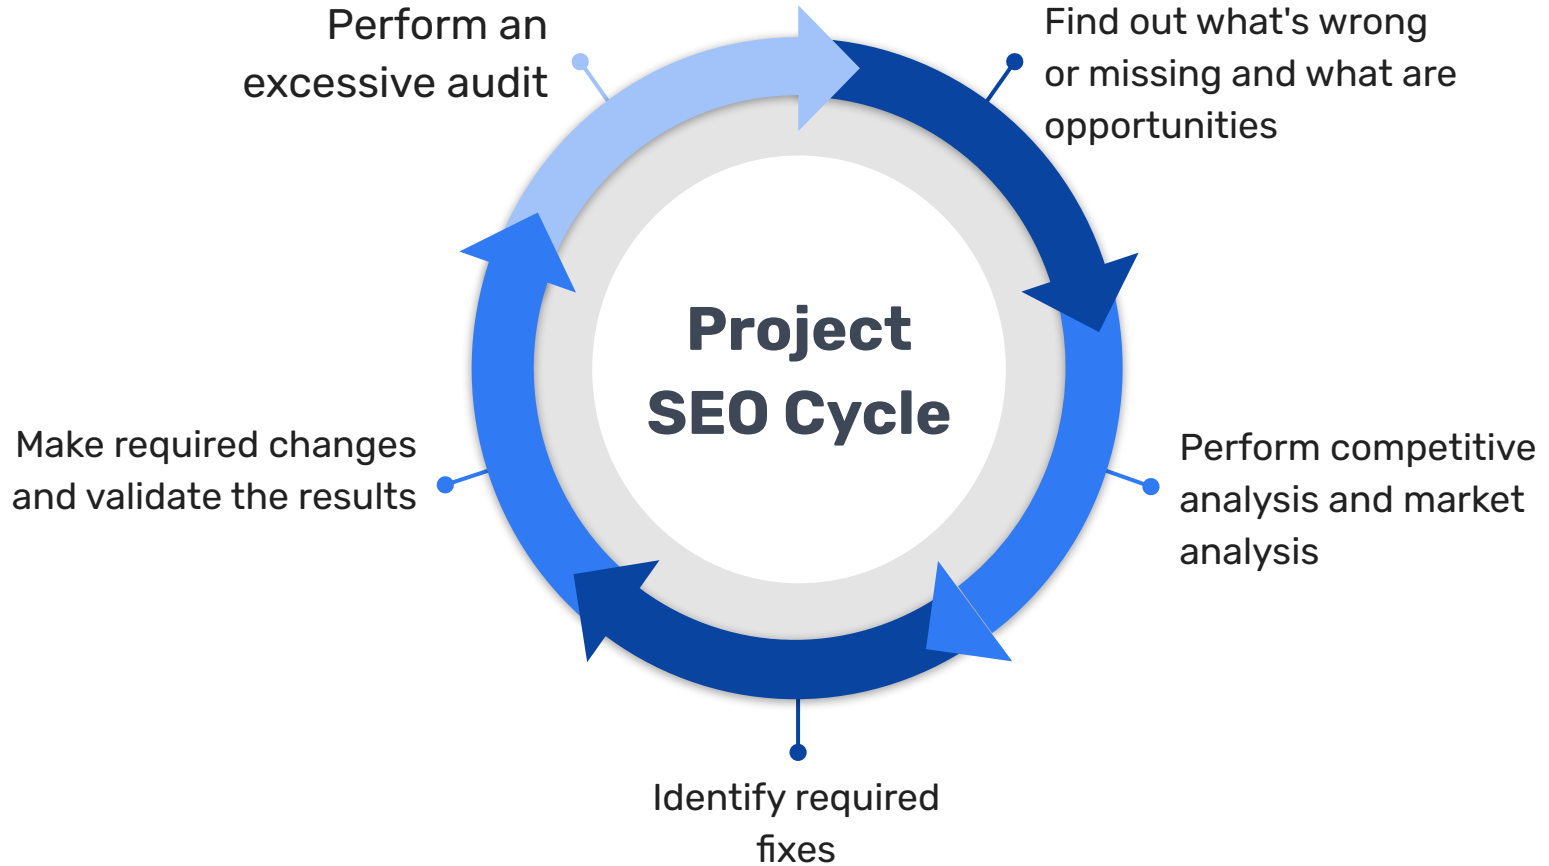 Perform an
excessive audit
Find out what's wrong
or missing and what are
opportunities
Project
SEO Cycle
Make required changes
and validate the results
Perform competitive
analysis and market
analysis
Identify required
fixes